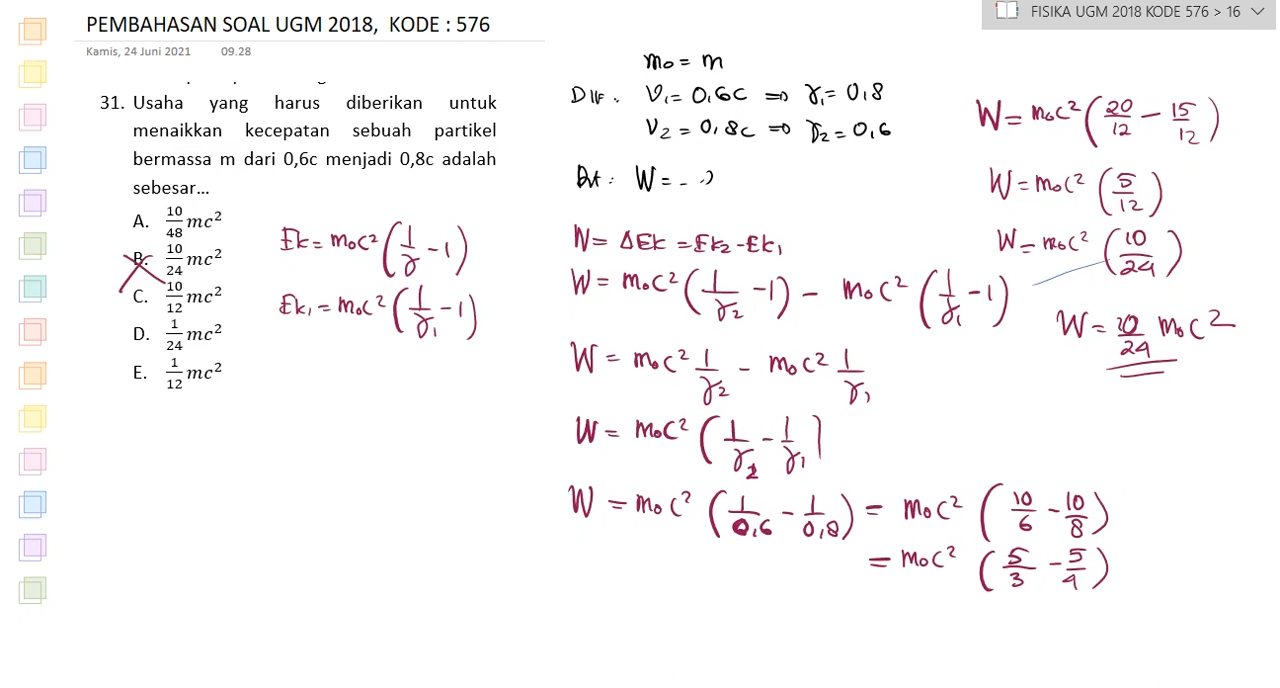 PEMBAHASAN SOAL UGM 2018, KODE : 576
Kamis, 24 Juni 2021 09.28
FISIKA UGM 2018 KODE 576 > 16
31. Usaha yang harus diberikan untuk
menaikkan kecepatan sebuah partikel
bermassa m dari 0,6c menjadi 0,8c adalah
sebesar...
A. 10/48 mc²
B. 10/24 mc²
C. 10/12 mc²
D. 1/24 mc²
E. 1/12 mc²
Ek = m₀c² (1/γ - 1)
Ek₁ = m₀c² (1/γ₁ - 1)
m₀ = m
Dik : V₁ = 0,6c ⇒ γ₁ = 0,8
V₂ = 0,8c ⇒ γ₂ = 0,6
Dit : W = - ?
W = ΔEk = Ek₂ - Ek₁
W = m₀c² (1/γ₂ - 1) - m₀c² (1/γ₁ - 1)
W = m₀c² 1/γ₂ - m₀c² 1/γ₁
W = m₀c² (1/γ₂ - 1/γ₁)
W = m₀c² (1/0,6 - 1/0,8) = m₀c² (10/6 - 10/8)
= m₀c² (5/3 - 5/4)
W = m₀c² (20/12 - 15/12)
W = m₀c² (5/12)
W = m₀c² (10/24)
W = 10/24 m₀c²